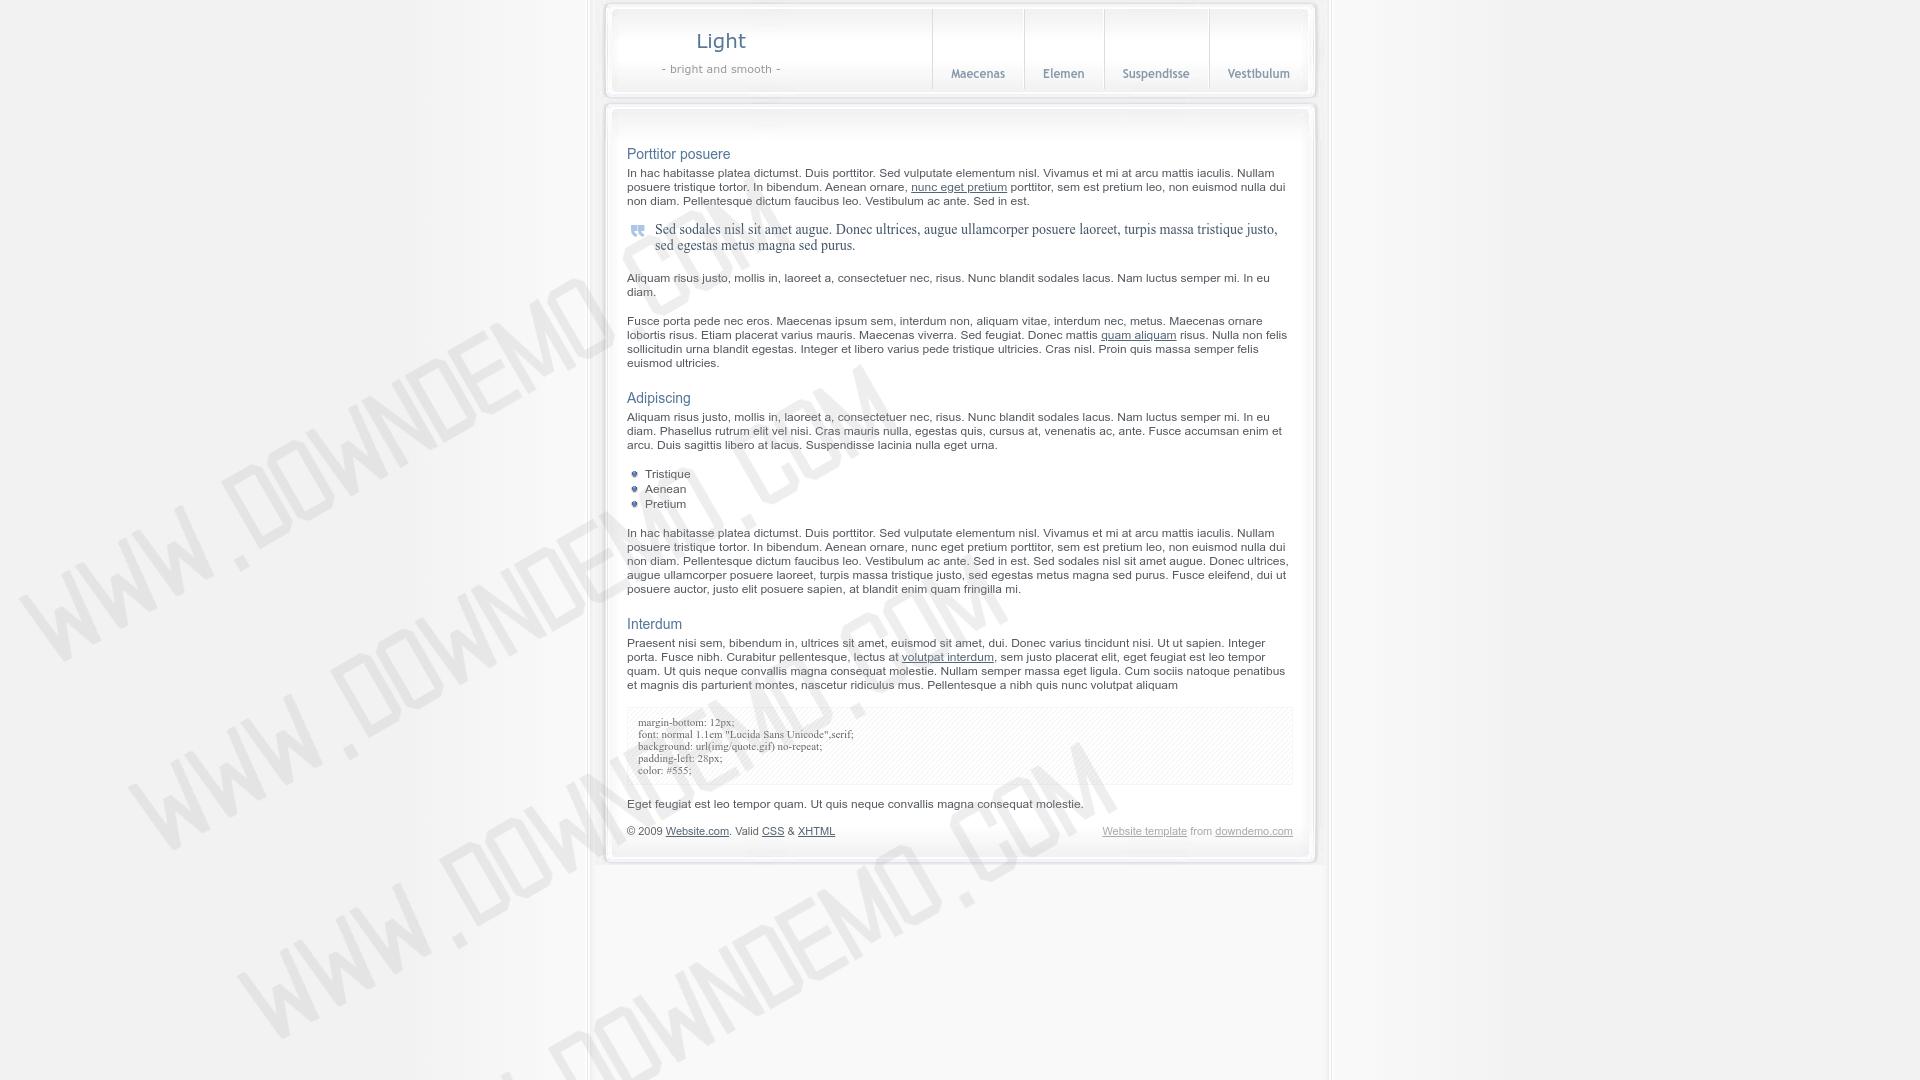 Light
- bright and smooth -
Maecenas
Elemen
Suspendisse
Vestibulum
Porttitor posuere
In hac habitasse platea dictumst. Duis porttitor. Sed vulputate elementum nisl. Vivamus et mi at arcu mattis iaculis. Nullam
posuere tristique tortor. In bibendum. Aenean ornare, nunc eget pretium porttitor, sem est pretium leo, non euismod nulla dui
non diam. Pellentesque dictum faucibus leo. Vestibulum ac ante. Sed in est.
Sed sodales nisl sit amet augue. Donec ultrices, augue ullamcorper posuere laoreet, turpis massa tristique justo,
sed egestas metus magna sed purus.
Aliquam risus justo, mollis in, laoreet a, consectetuer nec, risus. Nunc blandit sodales lacus. Nam luctus semper mi. In eu
diam.
Fusce porta pede nec eros. Maecenas ipsum sem, interdum non, aliquam vitae, interdum nec, metus. Maecenas ornare
lobortis risus. Etiam placerat varius mauris. Maecenas viverra. Sed feugiat. Donec mattis quam aliquam risus. Nulla non felis
sollicitudin urna blandit egestas. Integer et libero varius pede tristique ultricies. Cras nisl. Proin quis massa semper felis
euismod ultricies.
Adipiscing
Aliquam risus justo, mollis in, laoreet a, consectetuer nec, risus. Nunc blandit sodales lacus. Nam luctus semper mi. In eu
diam. Phasellus rutrum elit vel nisi. Cras mauris nulla, egestas quis, cursus at, venenatis ac, ante. Fusce accumsan enim et
arcu. Duis sagittis libero at lacus. Suspendisse lacinia nulla eget urna.
Tristique
Aenean
Pretium
In hac habitasse platea dictumst. Duis porttitor. Sed vulputate elementum nisl. Vivamus et mi at arcu mattis iaculis. Nullam
posuere tristique tortor. In bibendum. Aenean ornare, nunc eget pretium porttitor, sem est pretium leo, non euismod nulla dui
non diam. Pellentesque dictum faucibus leo. Vestibulum ac ante. Sed in est. Sed sodales nisl sit amet augue. Donec ultrices,
augue ullamcorper posuere laoreet, turpis massa tristique justo, sed egestas metus magna sed purus. Fusce eleifend, dui ut
posuere auctor, justo elit posuere sapien, at blandit enim quam fringilla mi.
Interdum
Praesent nisi sem, bibendum in, ultrices sit amet, euismod sit amet, dui. Donec varius tincidunt nisi. Ut ut sapien. Integer
porta. Fusce nibh. Curabitur pellentesque, lectus at volutpat interdum, sem justo placerat elit, eget feugiat est leo tempor
quam. Ut quis neque convallis magna consequat molestie. Nullam semper massa eget ligula. Cum sociis natoque penatibus
et magnis dis parturient montes, nascetur ridiculus mus. Pellentesque a nibh quis nunc volutpat aliquam
margin-bottom: 12px;
font: normal 1.1em "Lucida Sans Unicode",serif;
background: url(img/quote.gif) no-repeat;
padding-left: 28px;
color: #555;
Eget feugiat est leo tempor quam. Ut quis neque convallis magna consequat molestie.
© 2009 Website.com. Valid CSS & XHTML
Website template from downdemo.com
WWW.DOWNDEMO.COM
WWW.DOWNDEMO.COM
WWW.DOWNDEMO.COM
.DOWNDEMO.COM